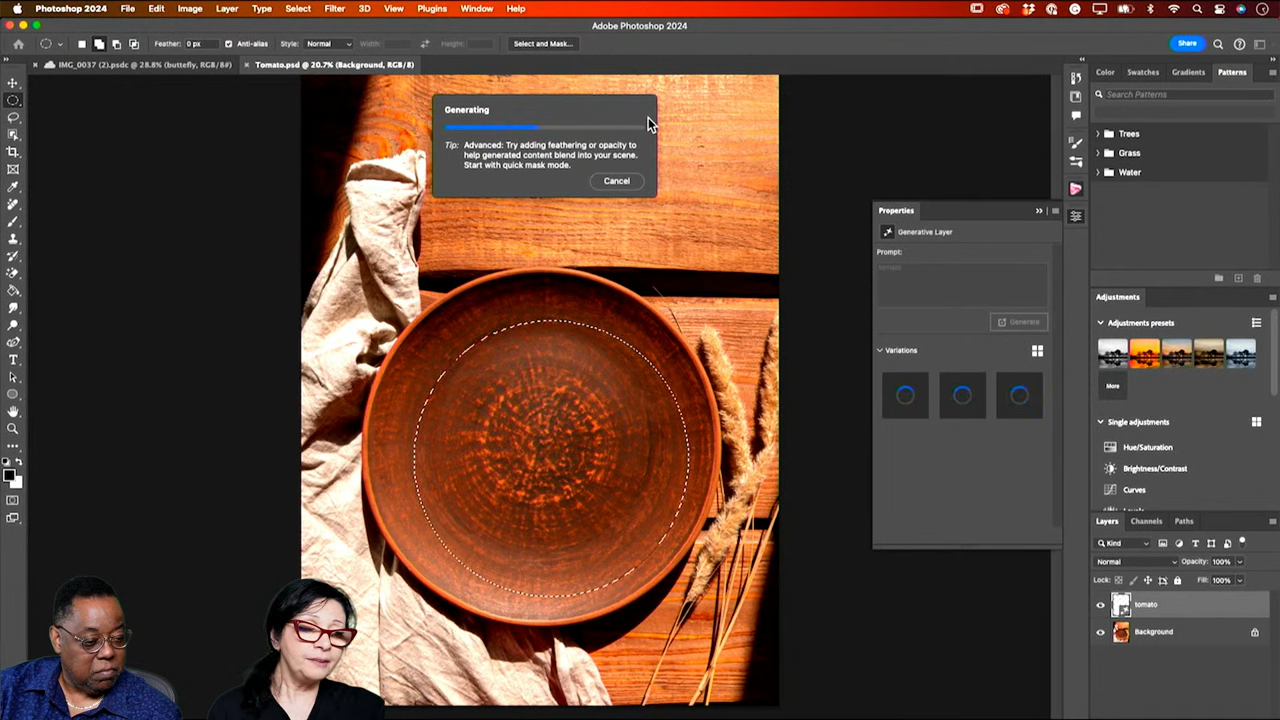 Photoshop 2024 File Edit Image Layer Type Select Filter 3D View Plugins Window Help
Adobe Photoshop 2024
Feather: 0 px Anti-alias Style: Normal Width: Height: Select and Mask... Share
IMG_0037 (2).psdc @ 28.8% (buttefly, RGB/8#) Tomato.psd @ 20.7% (Background, RGB/8)
Color Swatches Gradients Patterns
Search Patterns
Trees
Grass
Water
Generating
Tip: Advanced: Try adding feathering or opacity to
help generated content blend into your scene.
Start with quick mask mode.
Cancel
Properties
Generative Layer
Prompt:
tomato
Generate
Variations
Adjustments
Adjustments presets
More
Single adjustments
Hue/Saturation
Brightness/Contrast
Curves
Layers Channels Paths
Kind
Normal Opacity: 100%
Lock: Fill: 100%
tomato
Background